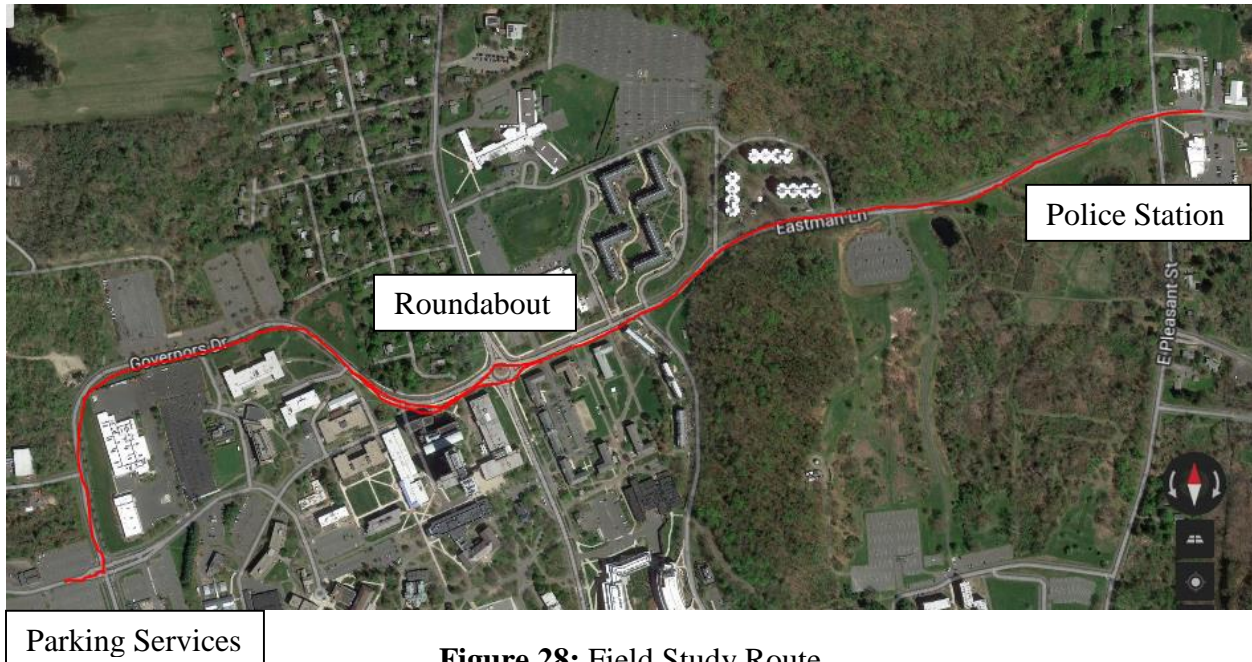 Police Station
Eastman Ln
Roundabout
E Pleasant St
Governors Dr
Parking Services
Figure 28: Field Study Route